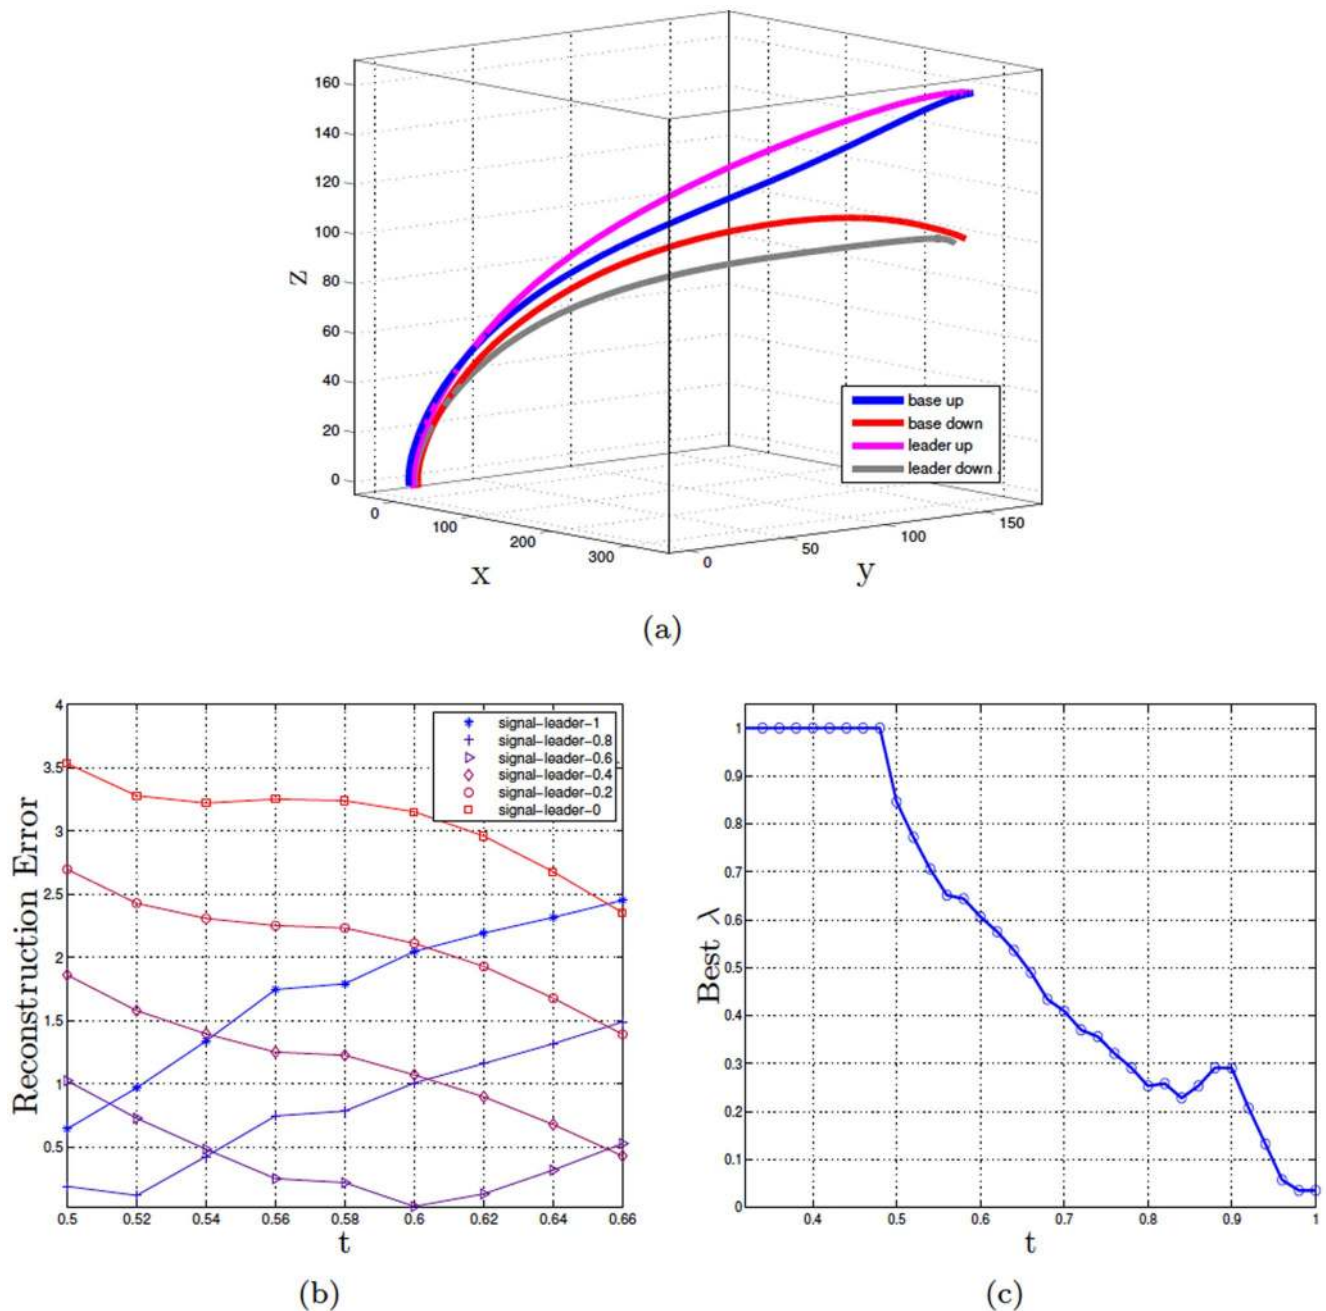 160
140
120
100
80
60
40
20
0
z
0
100
200
300
x
0
50
100
150
y
base up
base down
leader up
leader down
(a)
4
3.5
3
2.5
2
1.5
1
0.5
Reconstruction Error
signal-leader-1
signal-leader-0.8
signal-leader-0.6
signal-leader-0.4
signal-leader-0.2
signal-leader-0
0.5 0.52 0.54 0.56 0.58 0.6 0.62 0.64 0.66
t
(b)
1
0.9
0.8
0.7
0.6
0.5
0.4
0.3
0.2
0.1
0
Best λ
0.4 0.5 0.6 0.7 0.8 0.9 1
t
(c)